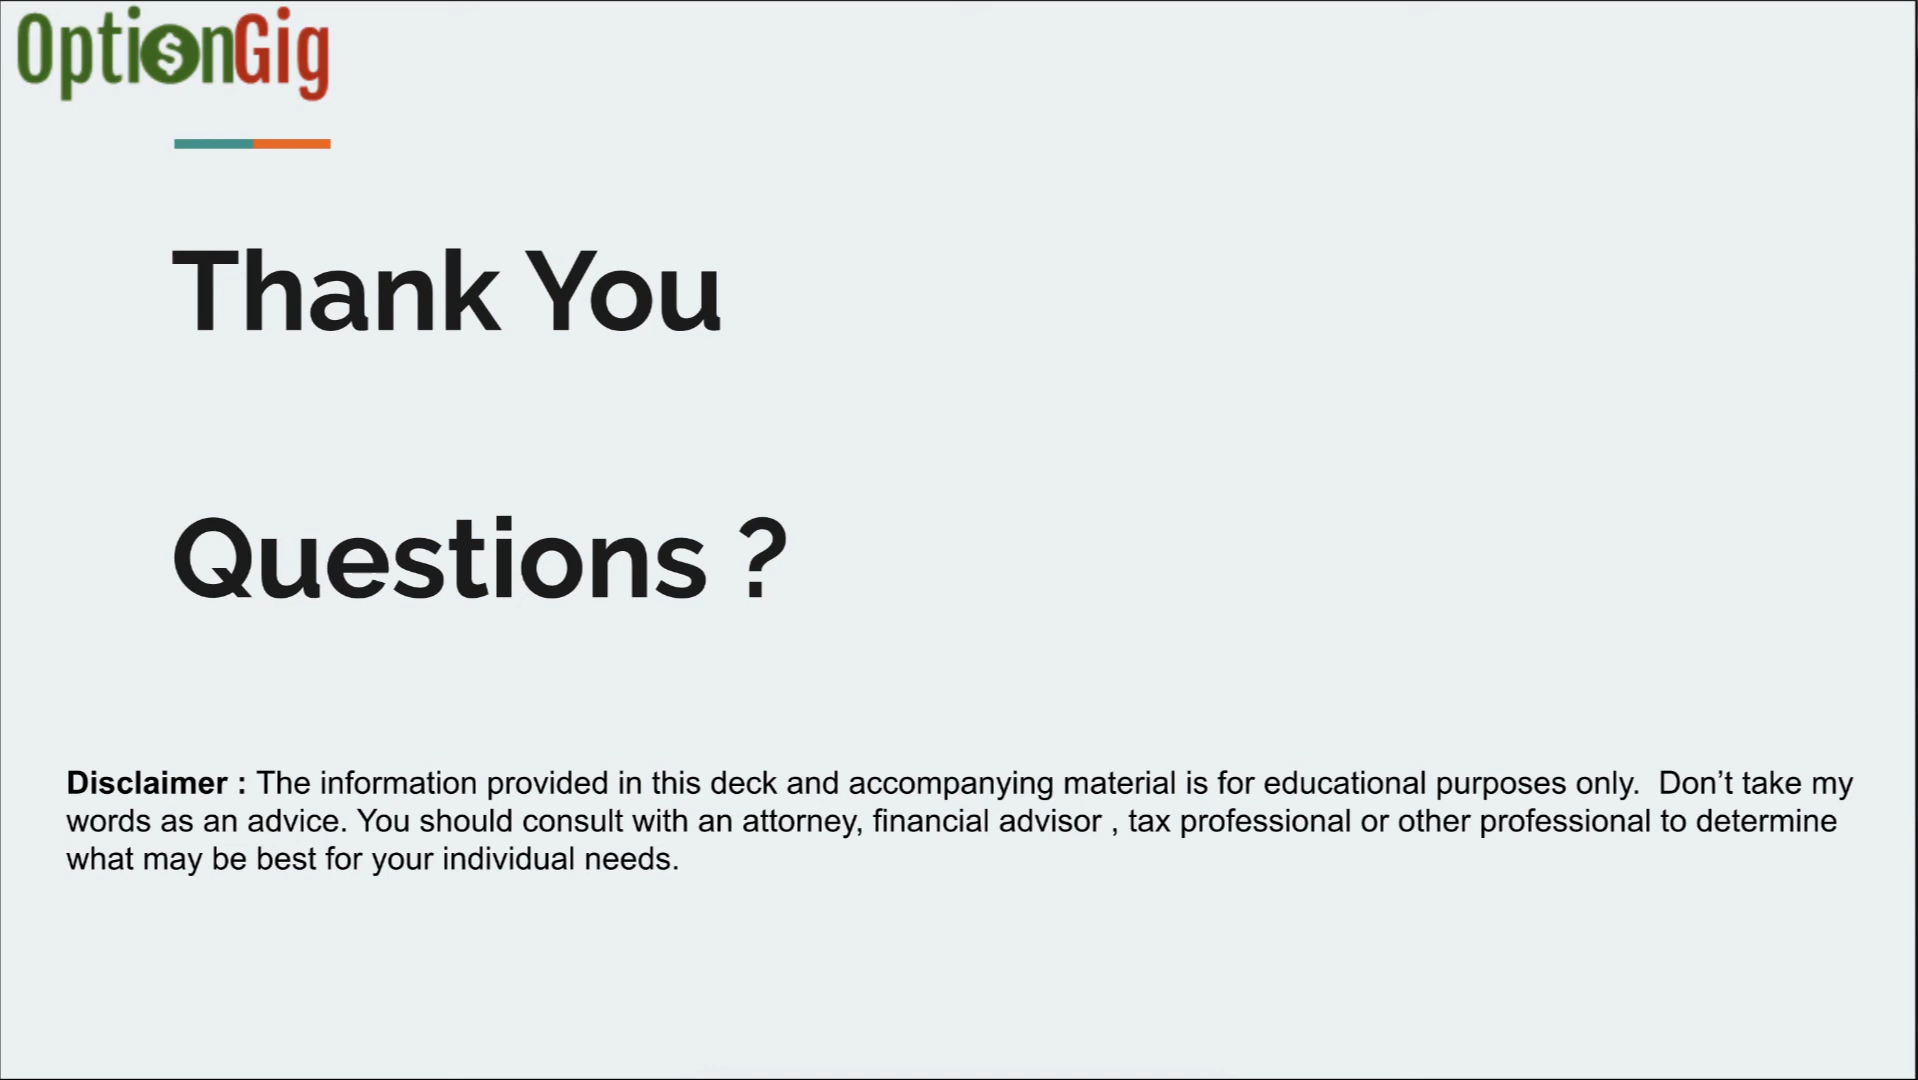 OptionGig
Thank You
Questions ?
Disclaimer : The information provided in this deck and accompanying material is for educational purposes only.  Don’t take my
words as an advice. You should consult with an attorney, financial advisor , tax professional or other professional to determine
what may be best for your individual needs.